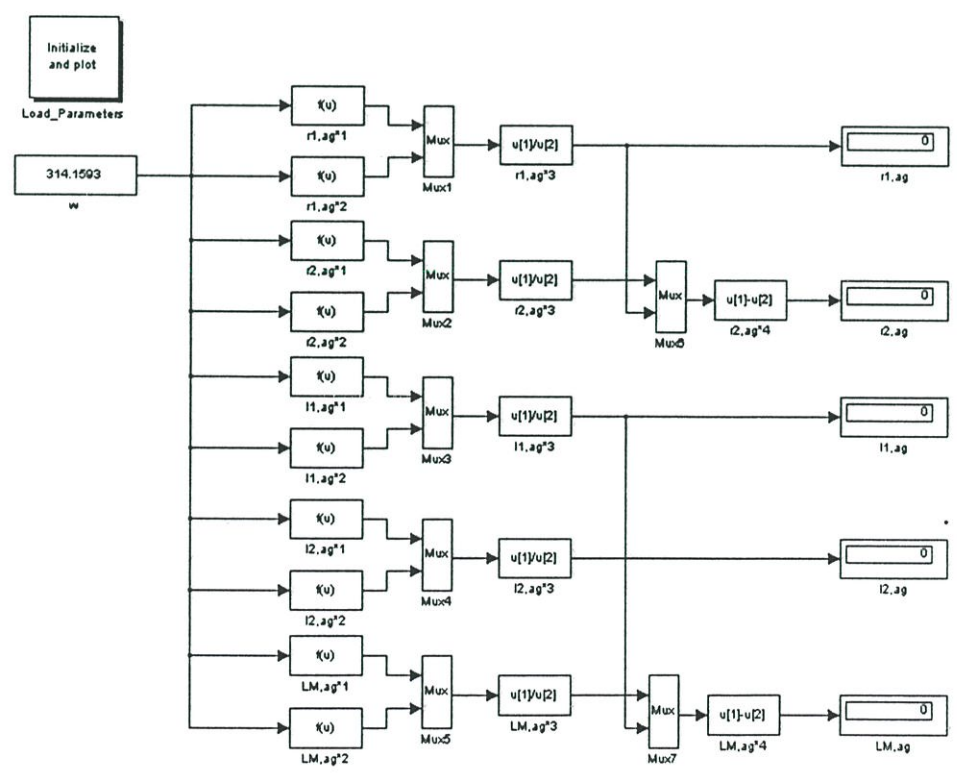 Initialize
and plot
Load_Parameters
314.1593
w
f(u)
r1,ag*1
f(u)
r1,ag*2
Mux
Mux1
u[1]/u[2]
r1,ag*3
0
r1,ag
f(u)
r2,ag*1
f(u)
r2,ag*2
Mux
Mux2
u[1]/u[2]
r2,ag*3
Mux
Mux6
u[1]-u[2]
r2,ag*4
0
r2,ag
f(u)
l1,ag*1
f(u)
l1,ag*2
Mux
Mux3
u[1]/u[2]
l1,ag*3
0
l1,ag
f(u)
l2,ag*1
f(u)
l2,ag*2
Mux
Mux4
u[1]/u[2]
l2,ag*3
0
l2,ag
f(u)
LM,ag*1
f(u)
LM,ag*2
Mux
Mux5
u[1]/u[2]
LM,ag*3
Mux
Mux7
u[1]-u[2]
LM,ag*4
0
LM,ag